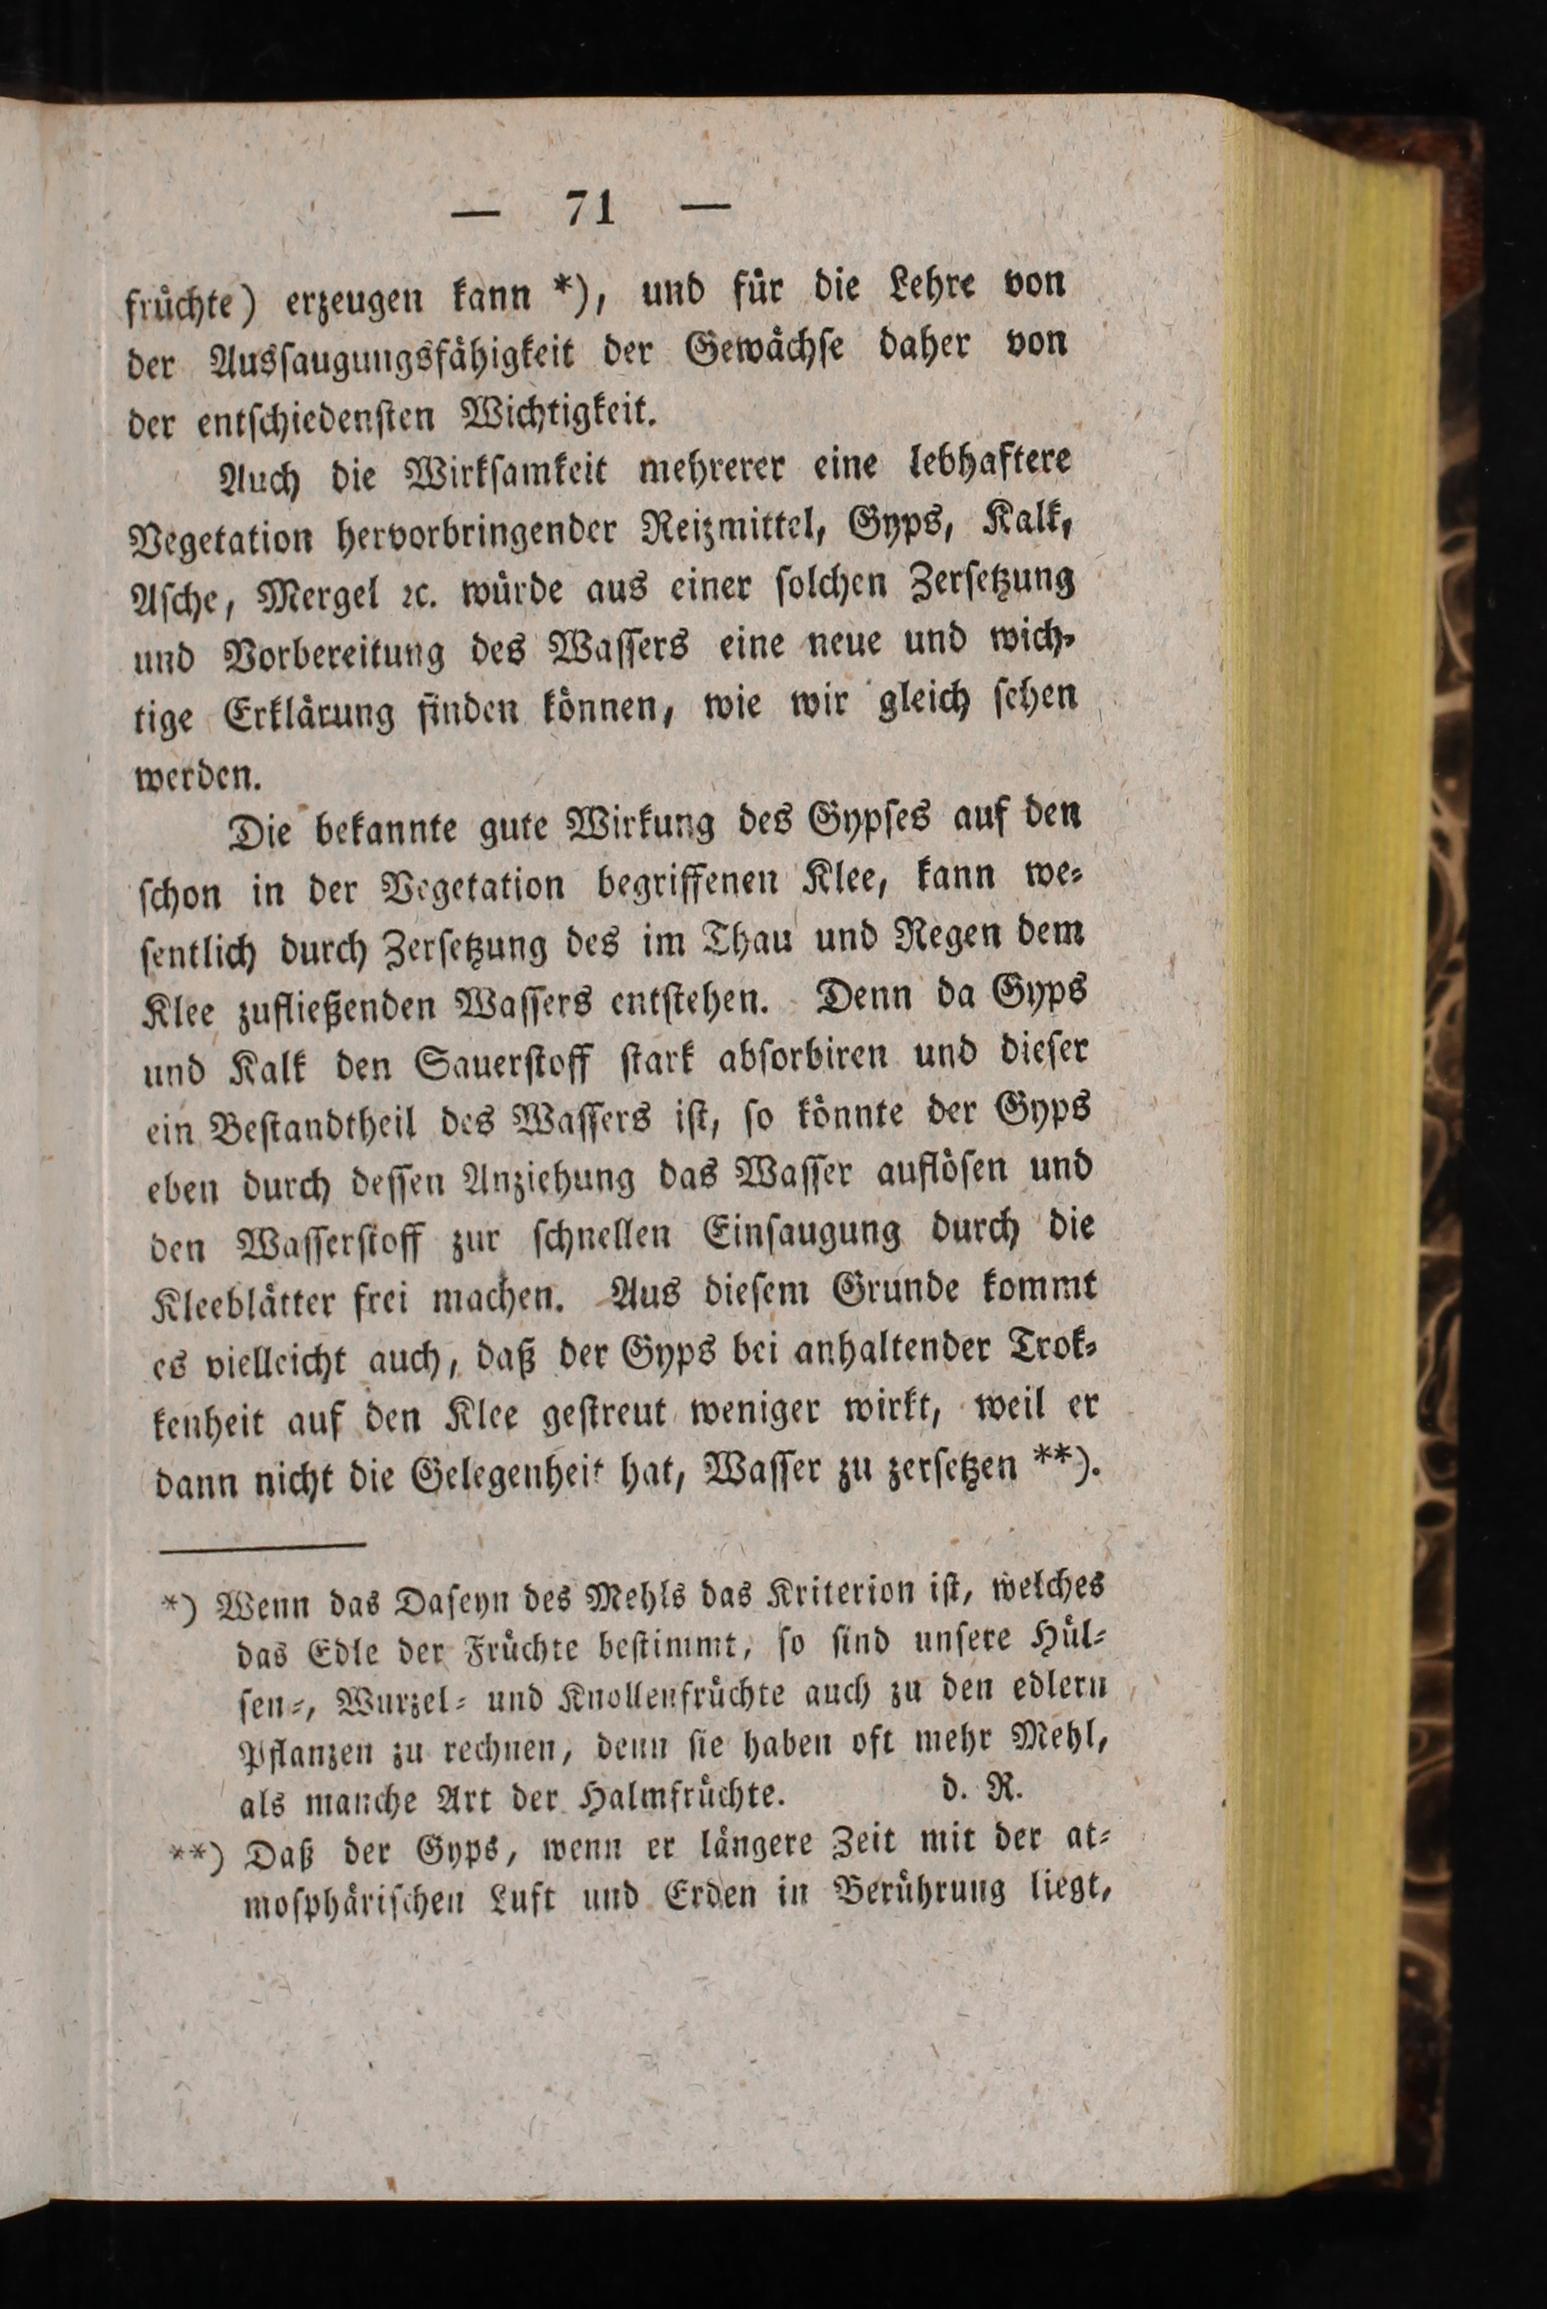 — 71 —
früchte) erzeugen kann *), und für die Lehre von
der Ausſaugungsfähigkeit der Gewächſe daher von
der entſchiedenſten Wichtigkeit.
Auch die Wirkſamkeit mehrerer eine lebhaftere
Vegetation hervorbringender Reizmittel, Gyps, Kalk,
Aſche, Mergel ꝛc. würde aus einer ſolchen Zerſetzung
und Vorbereitung des Waſſers eine neue und wich-
tige Erklärung finden können, wie wir gleich ſehen
werden.
Die bekannte gute Wirkung des Gypſes auf den
ſchon in der Vegetation begriffenen Klee, kann we-
ſentlich durch Zerſetzung des im Thau und Regen dem
Klee zufließenden Waſſers entſtehen. Denn da Gyps
und Kalk den Sauerſtoff ſtark abſorbiren und dieſer
ein Beſtandtheil des Waſſers iſt, ſo könnte der Gyps
eben durch deſſen Anziehung das Waſſer auflöſen und
den Waſſerſtoff zur ſchnellen Einſaugung durch die
Kleeblätter frei machen. Aus dieſem Grunde kommt
es vielleicht auch, daß der Gyps bei anhaltender Trok-
kenheit auf den Klee geſtreut weniger wirkt, weil er
dann nicht die Gelegenheit hat, Waſſer zu zerſetzen **).
*) Wenn das Daſeyn des Mehls das Kriterion iſt, welches
das Edle der Früchte beſtimmt, ſo ſind unſere Hül-
ſen-, Wurzel- und Knollenfrüchte auch zu den edlern
Pflanzen zu rechnen, denn ſie haben oft mehr Mehl,
als manche Art der Halmfrüchte. d. R.
**) Daß der Gyps, wenn er längere Zeit mit der at-
moſphäriſchen Luft und Erden in Berührung liegt,